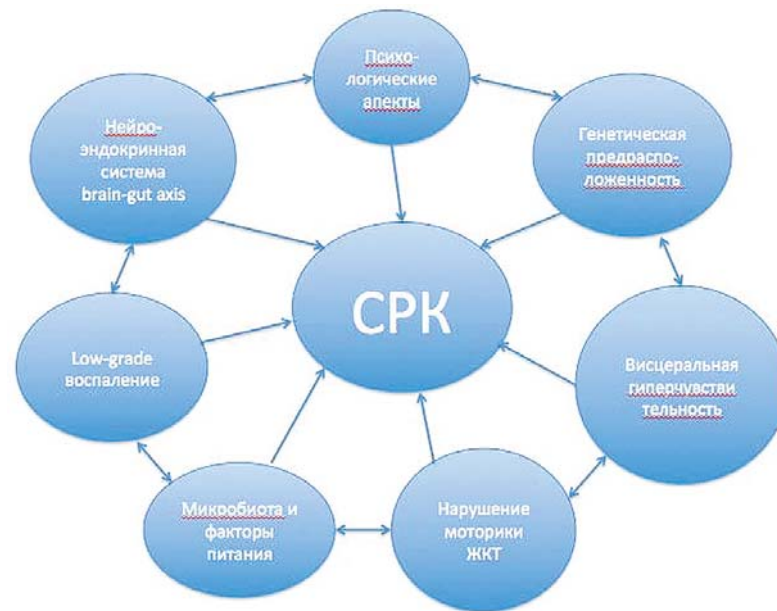 Психо-
логические
апекты
Нейро-
эндокринная
система
brain-gut axis
Генетическая
предраспо-
ложенность
СРК
Low-grade
воспаление
Висцеральная
гиперчувстви
тельность
Микробиота и
факторы
питания
Нарушение
моторики
ЖКТ